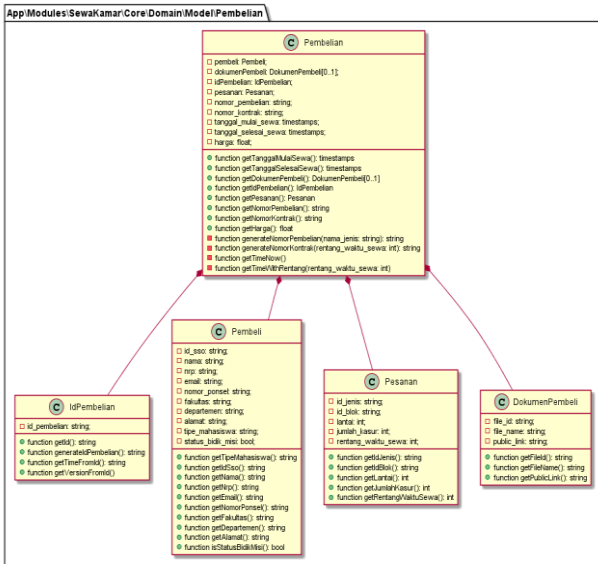 App\Modules\SewaKamar\Core\Domain\Model\Pembelian
C Pembelian
pembeli: Pembeli;
dokumenPembeli: DokumenPembeli[0..1];
idPembelian: IdPembelian;
pesanan: Pesanan;
nomor_pembelian: string;
nomor_kontrak: string;
tanggal_mulai_sewa: timestamps;
tanggal_selesai_sewa: timestamps;
harga: float;
function getTanggalMulaiSewa(): timestamps
function getTanggalSelesaiSewa(): timestamps
function getDokumenPembeli(): DokumenPembeli[0..1]
function getIdPembelian(): IdPembelian
function getPesanan(): Pesanan
function getNomorPembelian(): string
function getNomorKontrak(): string
function getHarga(): float
function generateNomorPembelian(nama_jenis: string): string
function generateNomorKontrak(rentang_waktu_sewa: int): string
function getTimeNow()
function getTimeWithRentang(rentang_waktu_sewa: int)
C IdPembelian
id_pembelian: string;
function getId(): string
function generateIdPembelian(): string
function getTimeFromId(): string
function getVersionFromId()
C Pembeli
id_sso: string;
nama: string;
nrp: string;
email: string;
nomor_ponsel: string;
fakultas: string;
departemen: string;
alamat: string;
tipe_mahasiswa: string;
status_bidik_misi: bool;
function getTipeMahasiswa(): string
function getIdSso(): string
function getNama(): string
function getNrp(): string
function getEmail(): string
function getNomorPonsel(): string
function getFakultas(): string
function getDepartemen(): string
function getAlamat(): string
function isStatusBidikMisi(): bool
C Pesanan
id_jenis: string;
id_blok: string;
lantai: int;
jumlah_kasur: int;
rentang_waktu_sewa: int;
function getIdJenis(): string
function getIdBlok(): string
function getLantai(): int
function getJumlahKasur(): int
function getRentangWaktuSewa(): int
C DokumenPembeli
file_id: string;
file_name: string;
public_link: string;
function getFileId(): string
function getFileName(): string
function getPublicLink(): string